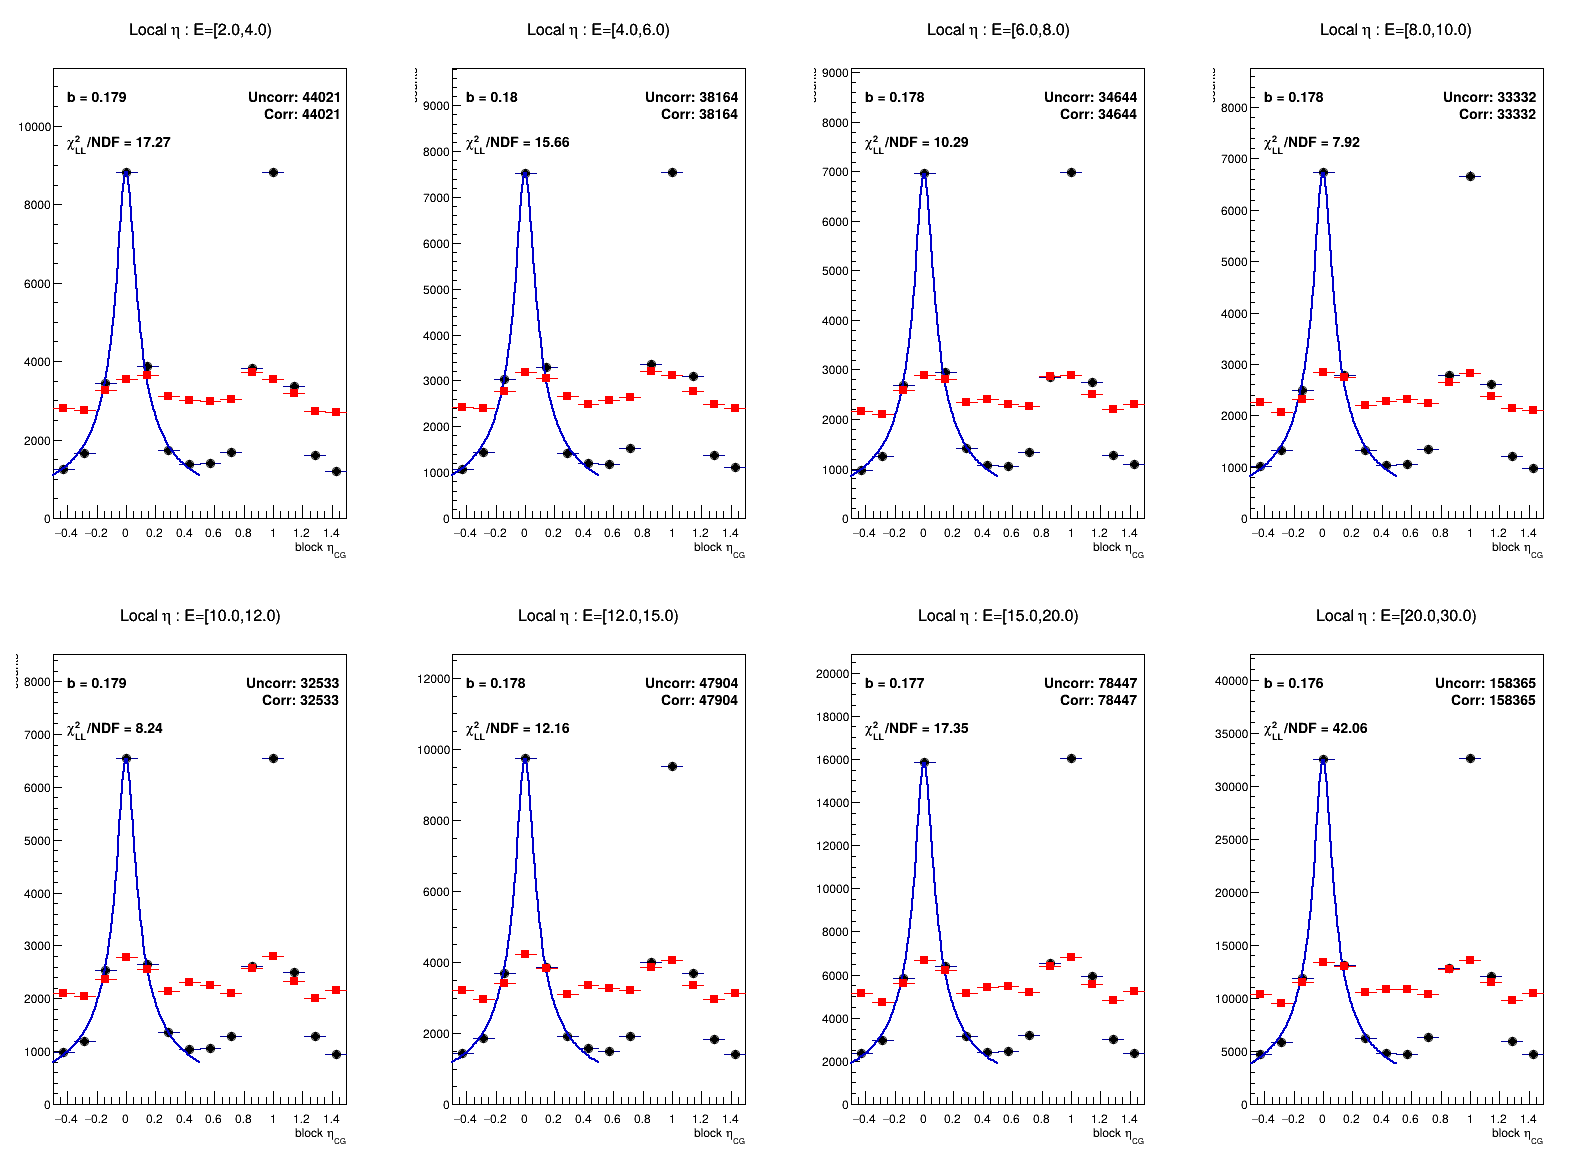 Local η : E=[2.0,4.0)
b = 0.179
Uncorr: 44021
Corr: 44021
χ²LL/NDF = 17.27
10000
8000
6000
4000
2000
0
−0.4 −0.2 0 0.2 0.4 0.6 0.8 1 1.2 1.4
block ηCG
Local η : E=[4.0,6.0)
b = 0.18
Uncorr: 38164
Corr: 38164
χ²LL/NDF = 15.66
9000
8000
7000
6000
5000
4000
3000
2000
1000
0
−0.4 −0.2 0 0.2 0.4 0.6 0.8 1 1.2 1.4
block ηCG
Local η : E=[6.0,8.0)
b = 0.178
Uncorr: 34644
Corr: 34644
χ²LL/NDF = 10.29
9000
8000
7000
6000
5000
4000
3000
2000
1000
0
−0.4 −0.2 0 0.2 0.4 0.6 0.8 1 1.2 1.4
block ηCG
Local η : E=[8.0,10.0)
b = 0.178
Uncorr: 33332
Corr: 33332
χ²LL/NDF = 7.92
8000
7000
6000
5000
4000
3000
2000
1000
0
−0.4 −0.2 0 0.2 0.4 0.6 0.8 1 1.2 1.4
block ηCG
Local η : E=[10.0,12.0)
b = 0.179
Uncorr: 32533
Corr: 32533
χ²LL/NDF = 8.24
8000
7000
6000
5000
4000
3000
2000
1000
0
−0.4 −0.2 0 0.2 0.4 0.6 0.8 1 1.2 1.4
block ηCG
Local η : E=[12.0,15.0)
b = 0.178
Uncorr: 47904
Corr: 47904
χ²LL/NDF = 12.16
12000
10000
8000
6000
4000
2000
0
−0.4 −0.2 0 0.2 0.4 0.6 0.8 1 1.2 1.4
block ηCG
Local η : E=[15.0,20.0)
b = 0.177
Uncorr: 78447
Corr: 78447
χ²LL/NDF = 17.35
20000
18000
16000
14000
12000
10000
8000
6000
4000
2000
0
−0.4 −0.2 0 0.2 0.4 0.6 0.8 1 1.2 1.4
block ηCG
Local η : E=[20.0,30.0)
b = 0.176
Uncorr: 158365
Corr: 158365
χ²LL/NDF = 42.06
40000
35000
30000
25000
20000
15000
10000
5000
0
−0.4 −0.2 0 0.2 0.4 0.6 0.8 1 1.2 1.4
block ηCG